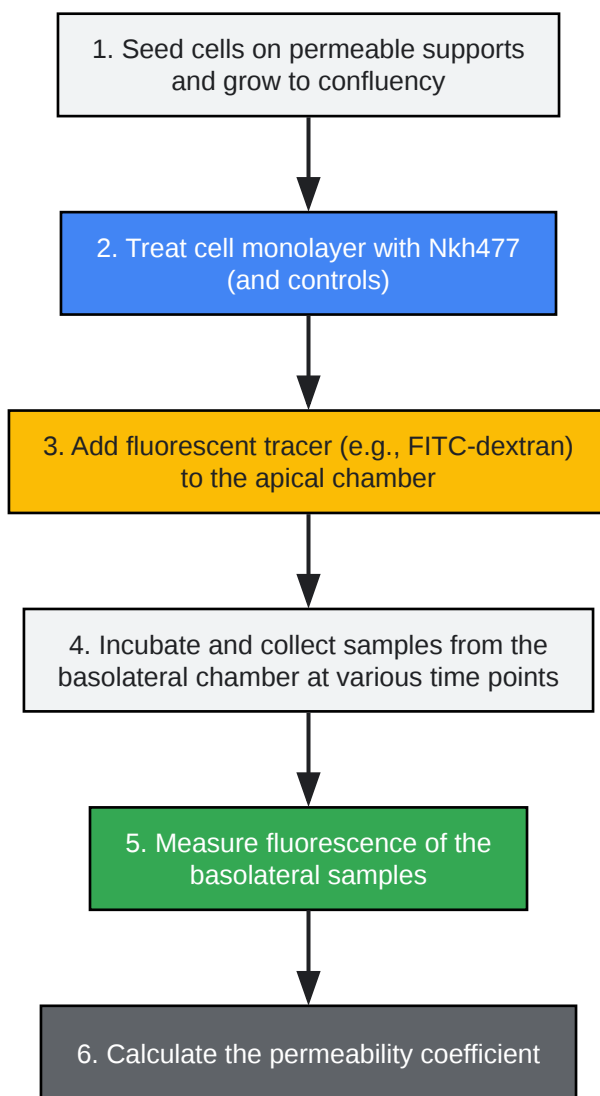 1. Seed cells on permeable supports
and grow to confluency
2. Treat cell monolayer with Nkh477
(and controls)
3. Add fluorescent tracer (e.g., FITC-dextran)
to the apical chamber
4. Incubate and collect samples from the
basolateral chamber at various time points
5. Measure fluorescence of the
basolateral samples
6. Calculate the permeability coefficient